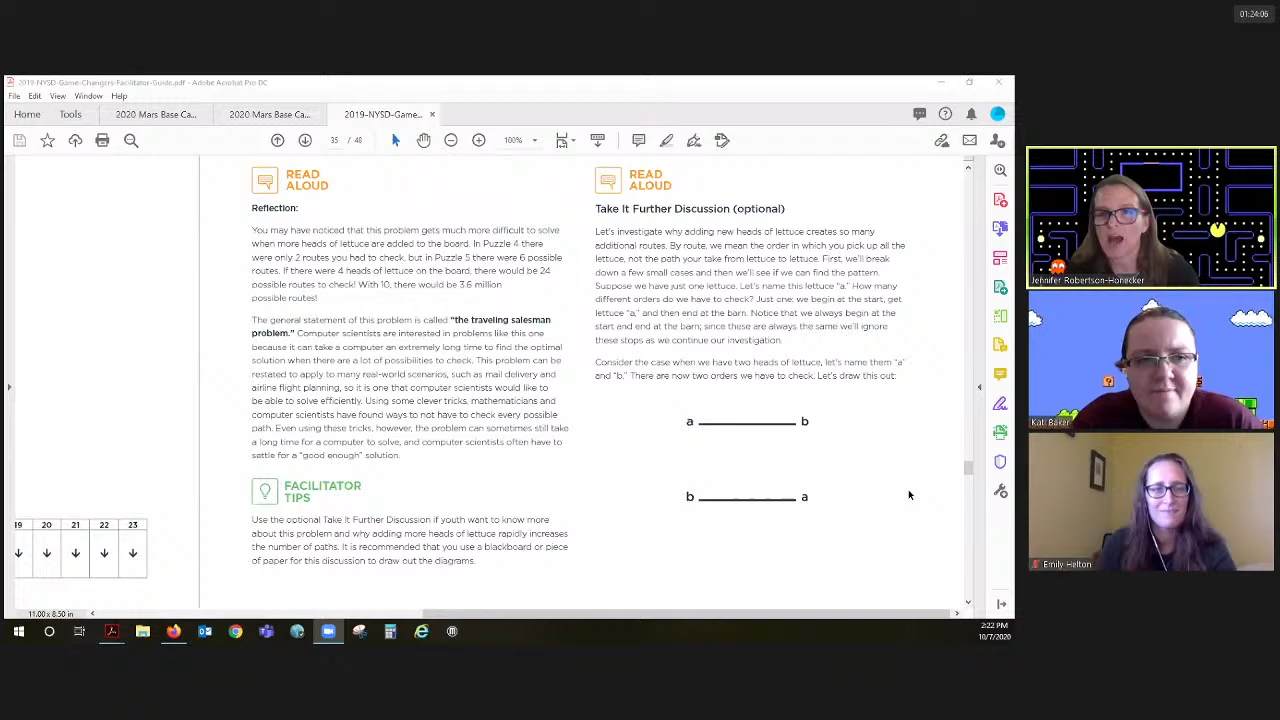 01:24:06
2019-NYSD-Game-Changers-Facilitator-Guide.pdf - Adobe Acrobat Pro DC
File Edit View Window Help
Home Tools 2020 Mars Base Ca... 2020 Mars Base Ca... 2019-NYSD-Game... ×
35 / 48 100%
READ
ALOUD
Reflection:
You may have noticed that this problem gets much more difficult to solve
when more heads of lettuce are added to the board. In Puzzle 4 there
were only 2 routes you had to check, but in Puzzle 5 there were 6 possible
routes. If there were 4 heads of lettuce on the board, there would be 24
possible routes to check! With 10, there would be 3.6 million
possible routes!
The general statement of this problem is called “the traveling salesman
problem.” Computer scientists are interested in problems like this one
because it can take a computer an extremely long time to find the optimal
solution when there are a lot of possibilities to check. This problem can be
restated to apply to many real-world scenarios, such as mail delivery and
airline flight planning, so it is one that computer scientists would like to
be able to solve efficiently. Using some clever tricks, mathematicians and
computer scientists have found ways to not have to check every possible
path. Even using these tricks, however, the problem can sometimes still take
a long time for a computer to solve, and computer scientists often have to
settle for a “good enough” solution.
FACILITATOR
TIPS
Use the optional Take It Further Discussion if youth want to know more
about this problem and why adding more heads of lettuce rapidly increases
the number of paths. It is recommended that you use a blackboard or piece
of paper for this discussion to draw out the diagrams.
19 20 21 22 23
READ
ALOUD
Take It Further Discussion (optional)
Let's investigate why adding new heads of lettuce creates so many
additional routes. By route, we mean the order in which you pick up all the
lettuce, not the path your take from lettuce to lettuce. First, we'll break
down a few small cases and then we'll see if we can find the pattern.
Suppose we have just one lettuce. Let's name this lettuce “a.” How many
different orders do we have to check? Just one: we begin at the start, get
lettuce “a,” and then end at the barn. Notice that we always begin at the
start and end at the barn; since these are always the same we'll ignore
these stops as we continue our investigation.
Consider the case when we have two heads of lettuce, let's name them “a”
and “b.” There are now two orders we have to check. Let's draw this out:
a b
b a
11.00 x 8.50 in
2:22 PM
10/7/2020
Jennifer Robertson-Honecker
Kati Baker
Emily Helton